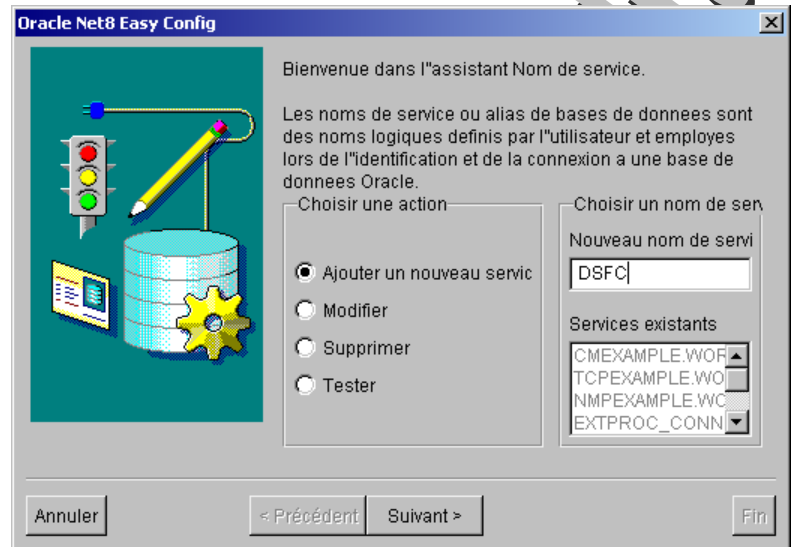 Oracle Net8 Easy Config
Bienvenue dans l"assistant Nom de service.
Les noms de service ou alias de bases de donnees sont
des noms logiques definis par l"utilisateur et employes
lors de l"identification et de la connexion a une base de
donnees Oracle.
Choisir une action
Ajouter un nouveau servic
Modifier
Supprimer
Tester
Choisir un nom de serv
Nouveau nom de servi
DSFC
Services existants
CMEXAMPLE.WOR
TCPEXAMPLE.WO
NMPEXAMPLE.WC
EXTPROC_CONN
Annuler
< Précédent
Suivant >
Fin